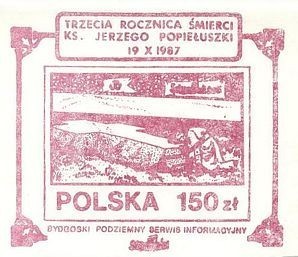 TRZECIA ROCZNICA ŚMIERCI
KS. JERZEGO POPIEŁUSZKI
19 X 1987
POLSKA 150 zł
BYDGOSKI PODZIEMNY SERWIS INFORMACYJNY